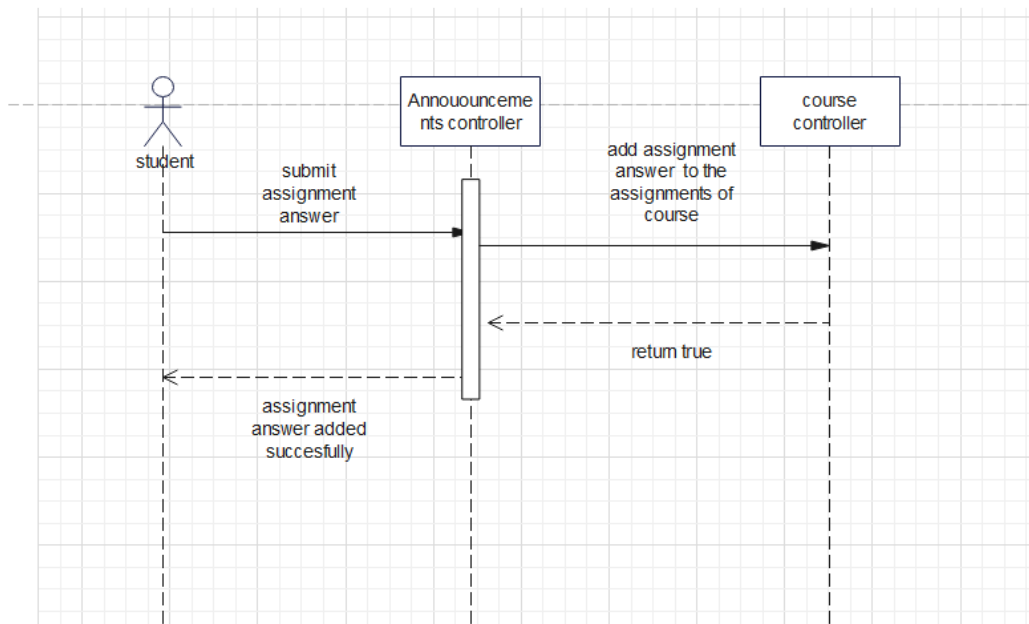 Annououtnceme
nts controller
course
controller
student
submit
assignment
answer
add assignment
answer to the
assignments of
course
return true
assignment
answer added
succesfully